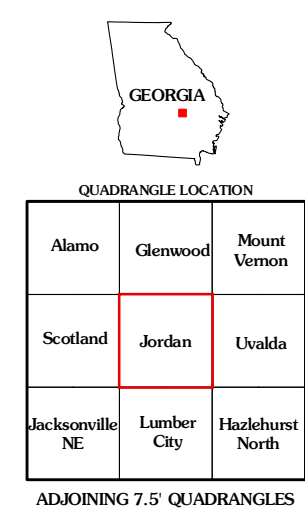 GEORGIA
QUADRANGLE LOCATION
Alamo
Glenwood
Mount
Vernon
Scotland
Jordan
Uvalda
Jacksonville
NE
Lumber
City
Hazlehurst
North
ADJOINING 7.5' QUADRANGLES